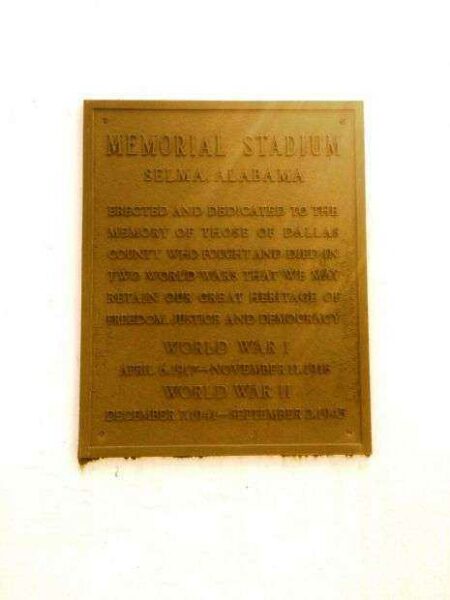 MEMORIAL STADIUM
SELMA, ALABAMA
ERECTED AND DEDICATED TO THE
MEMORY OF THOSE OF DALLAS
COUNTY WHO FOUGHT AND DIED IN
TWO WORLD WARS THAT WE MAY
RETAIN OUR GREAT HERITAGE OF
FREEDOM, JUSTICE AND DEMOCRACY
WORLD WAR I
APRIL 6, 1917—NOVEMBER 11, 1918
WORLD WAR II
DECEMBER 7, 1941—SEPTEMBER 2, 1945